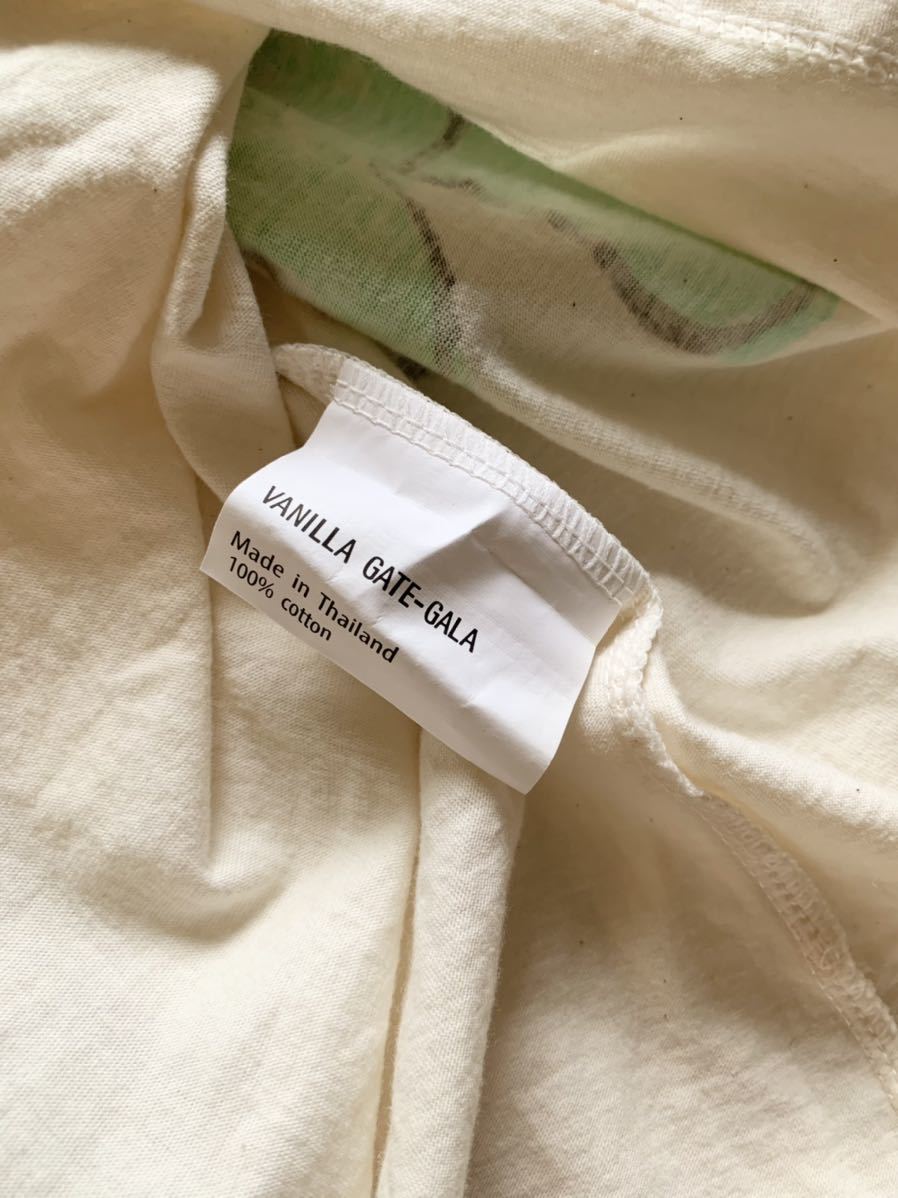 VANILLA GATE-GALA
Made in Thailand
100% cotton